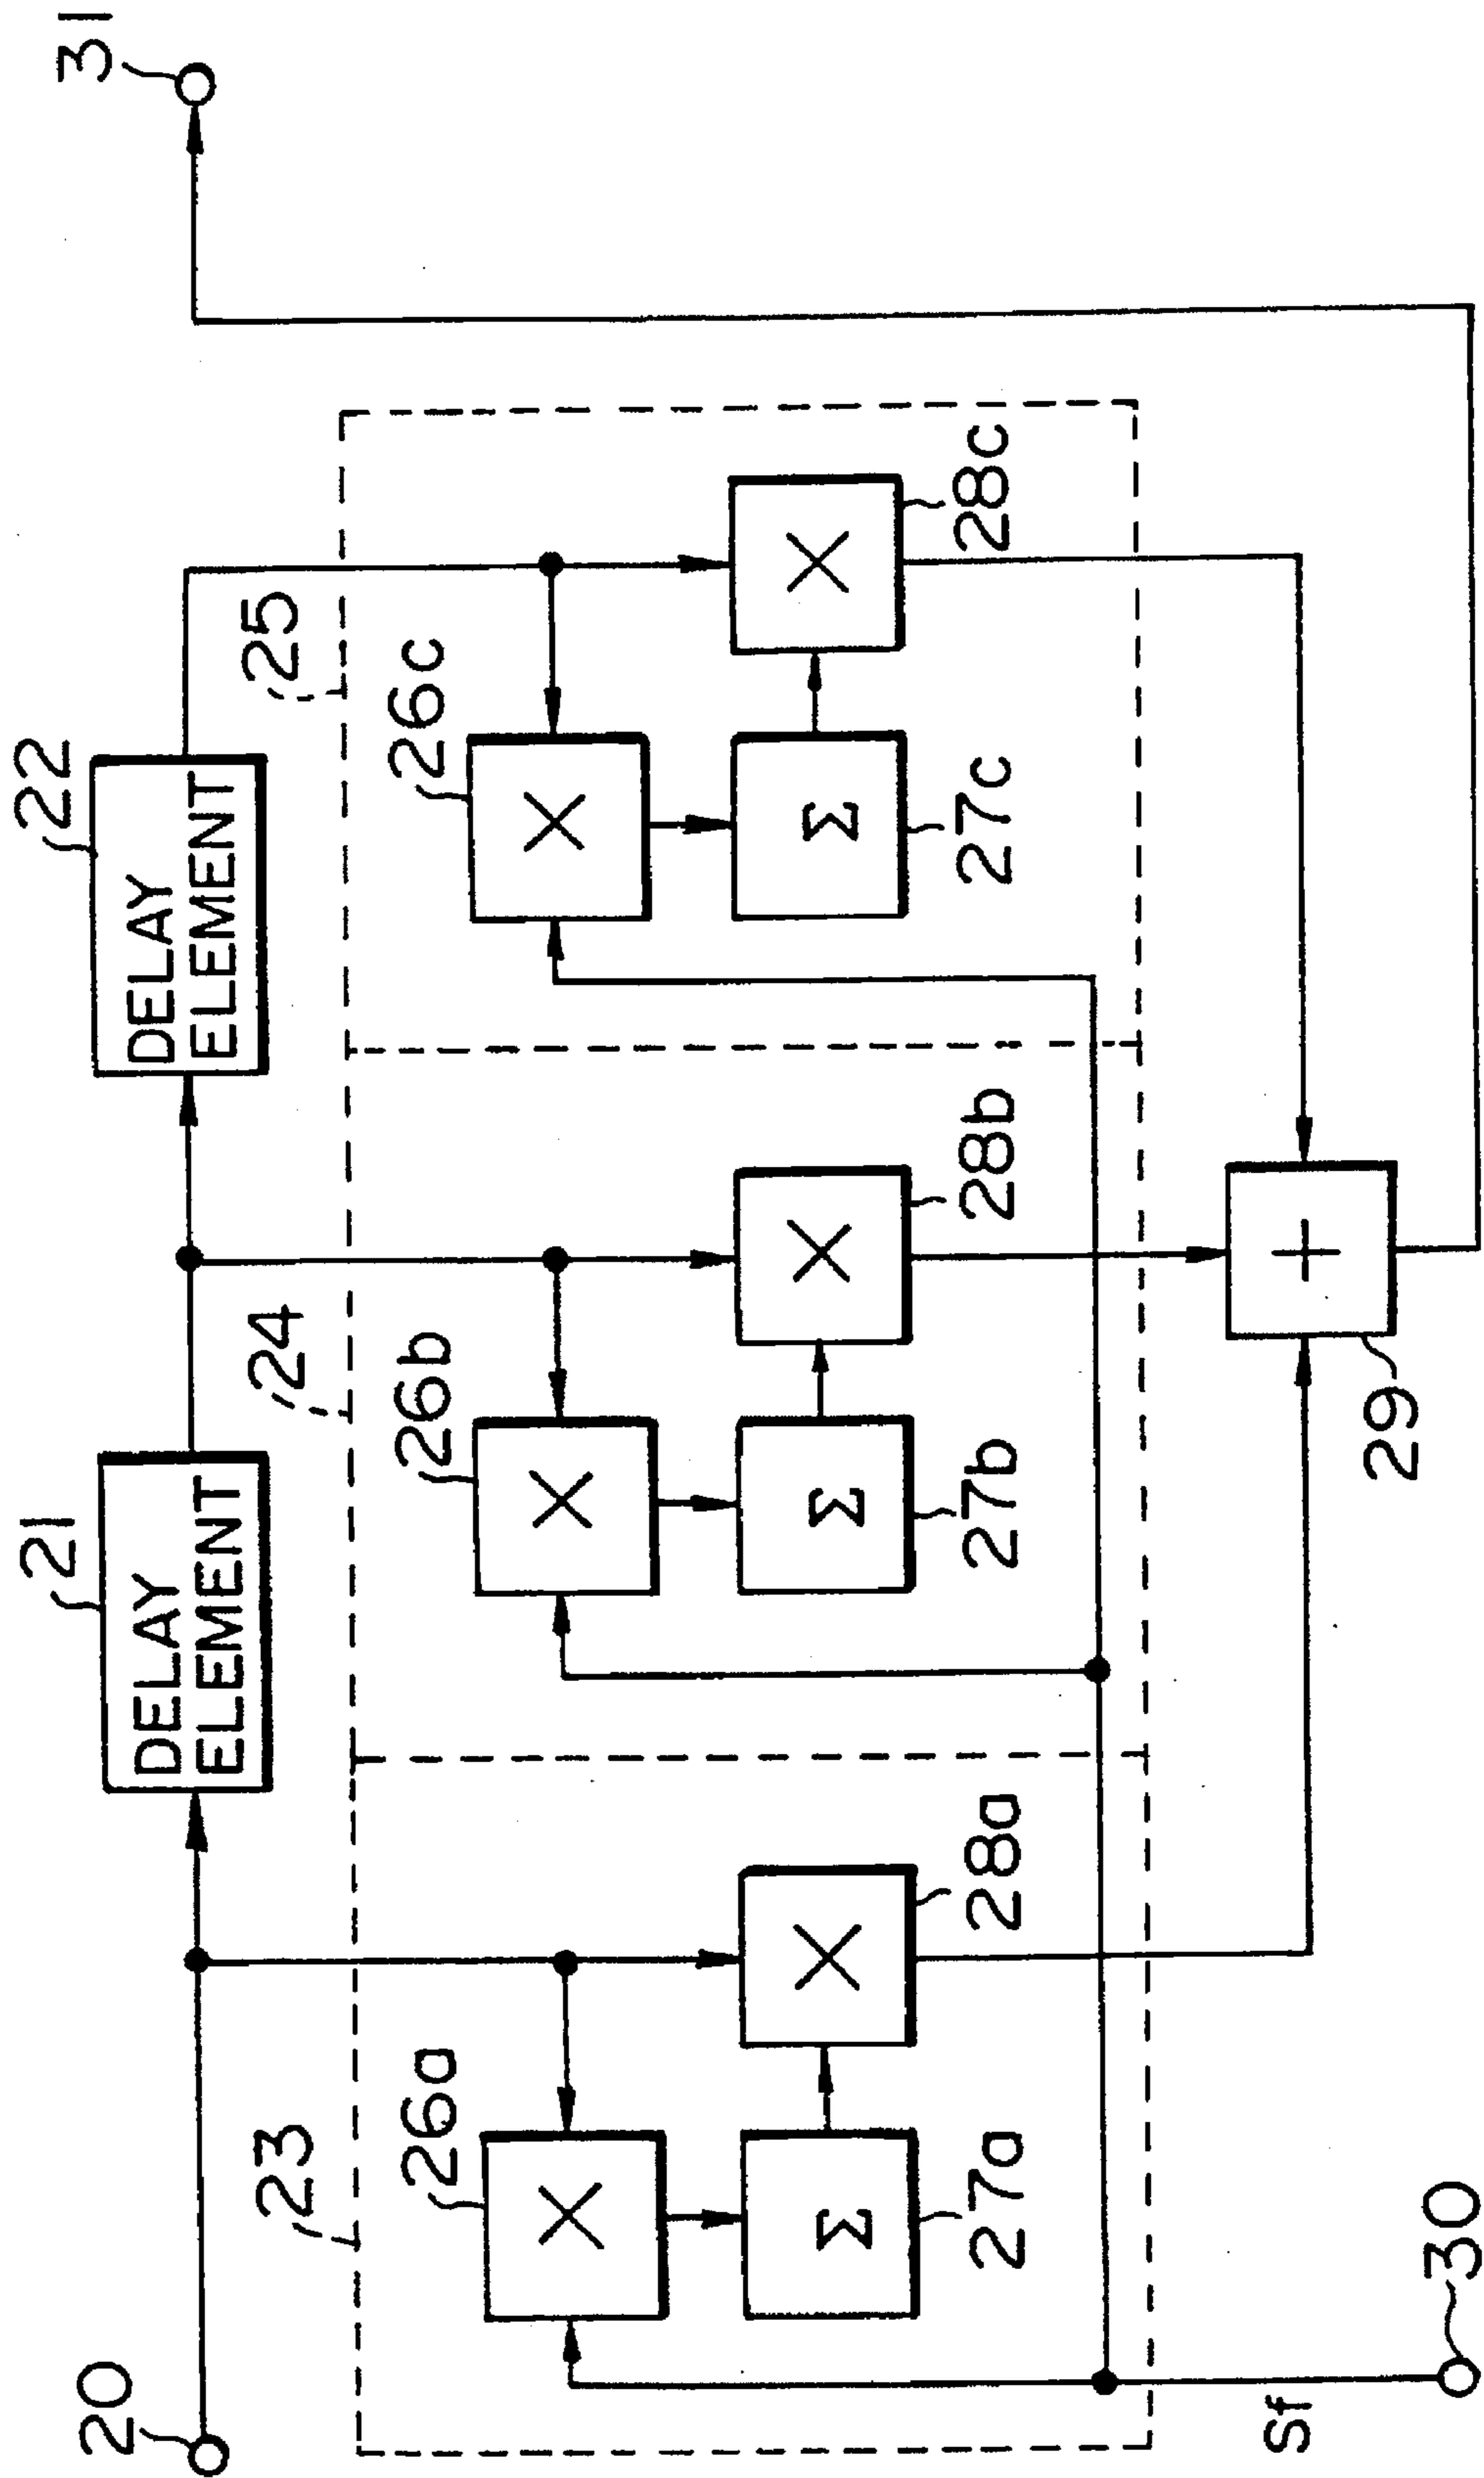 20
21
DELAY
ELEMENT
22
DELAY
ELEMENT
31
23
24
25
26a
26b
26c
×
×
×
×
×
×
27a
Σ
28a
27b
Σ
28b
27c
Σ
28c
Sf
30
29
+